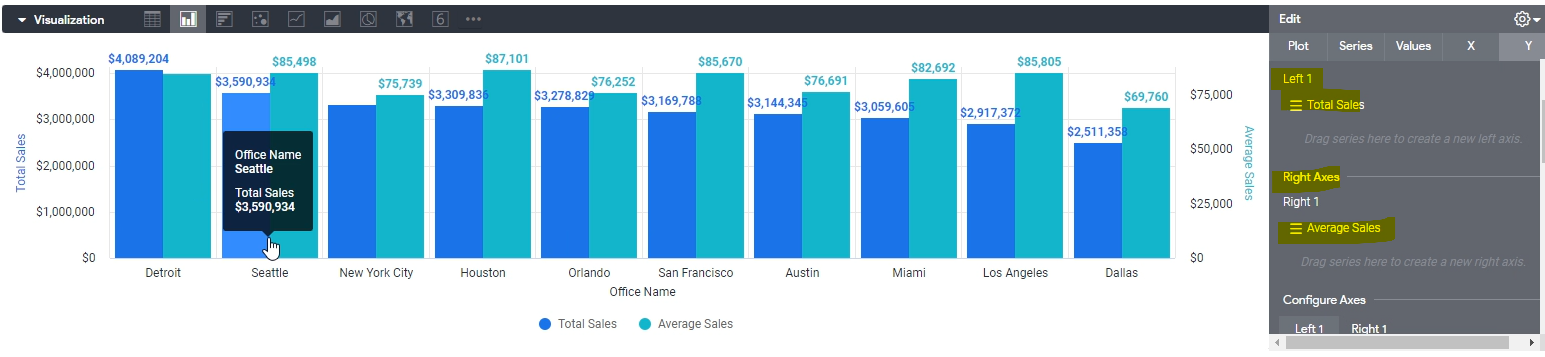 Visualization
6
Edit
Plot Series Values X Y
$4,089,204 $3,590,934 $85,498 $75,739 $3,309,836 $87,101 $3,278,829 $76,252 $3,169,788 $85,670 $3,144,345 $76,691 $3,059,605 $82,692 $2,917,372 $85,805 $2,511,358 $69,760
Total Sales
$4,000,000
$3,000,000
$2,000,000
$1,000,000
$0
Office Name
Seattle
Total Sales
$3,590,934
$75,000
$50,000
$25,000
$0
Average Sales
Detroit Seattle New York City Houston Orlando San Francisco Austin Miami Los Angeles Dallas
Office Name
Total Sales Average Sales
Left 1
Total Sales
Drag series here to create a new left axis.
Right Axes
Right 1
Average Sales
Drag series here to create a new right axis.
Configure Axes
Left 1 Right 1